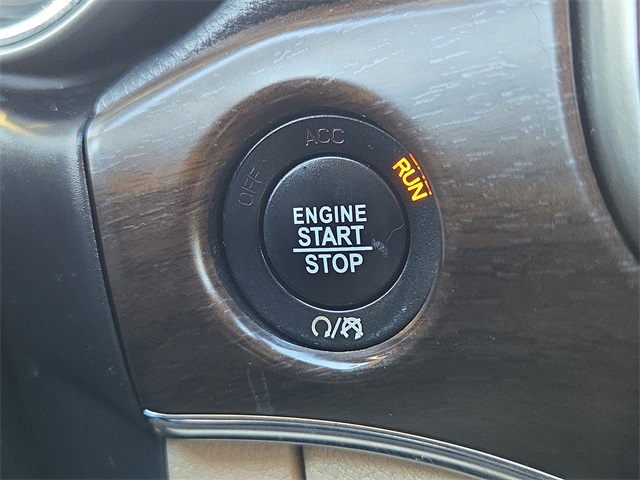 ACC
OFF
RUN
ENGINE
START
STOP